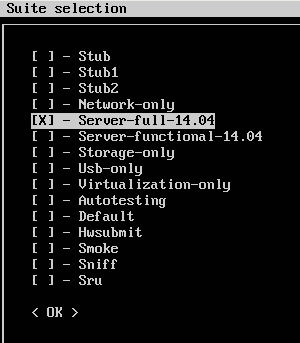 Suite selection
[ ] - Stub
[ ] - Stub1
[ ] - Stub2
[ ] - Network-only
[X] - Server-full-14.04
[ ] - Server-functional-14.04
[ ] - Storage-only
[ ] - Usb-only
[ ] - Virtualization-only
[ ] - Autotesting
[ ] - Default
[ ] - Hwsubmit
[ ] - Smoke
[ ] - Sniff
[ ] - Sru
< OK >